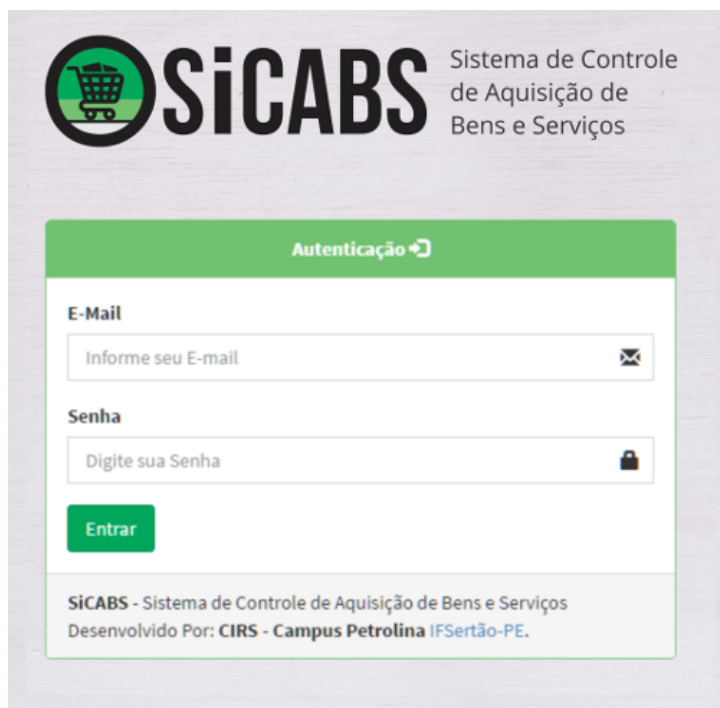 SiCABS
Sistema de Controle
de Aquisição de
Bens e Serviços
Autenticação
E-Mail
Informe seu E-mail
Senha
Digite sua Senha
Entrar
SiCABS - Sistema de Controle de Aquisição de Bens e Serviços
Desenvolvido Por: CIRS - Campus Petrolina IFSertão-PE.